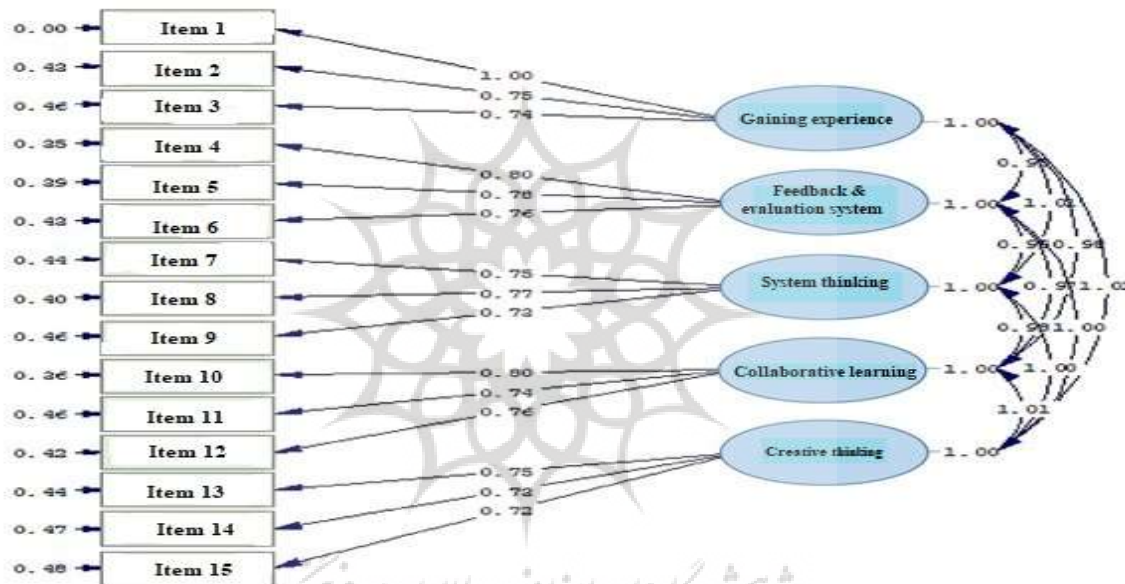 0.00 Item 1
0.43 Item 2
0.46 Item 3
0.35 Item 4
0.39 Item 5
0.43 Item 6
0.44 Item 7
0.40 Item 8
0.46 Item 9
0.36 Item 10
0.46 Item 11
0.42 Item 12
0.44 Item 13
0.47 Item 14
0.48 Item 15
1.00
0.75
0.74
0.80
0.78
0.76
0.75
0.77
0.73
0.80
0.74
0.76
0.75
0.73
0.72
Gaining experience 1.00
Feedback &
evaluation system 1.00
System thinking 1.00
Collaborative learning 1.00
Creative thinking 1.00
0.98
1.00
1.00
1.01